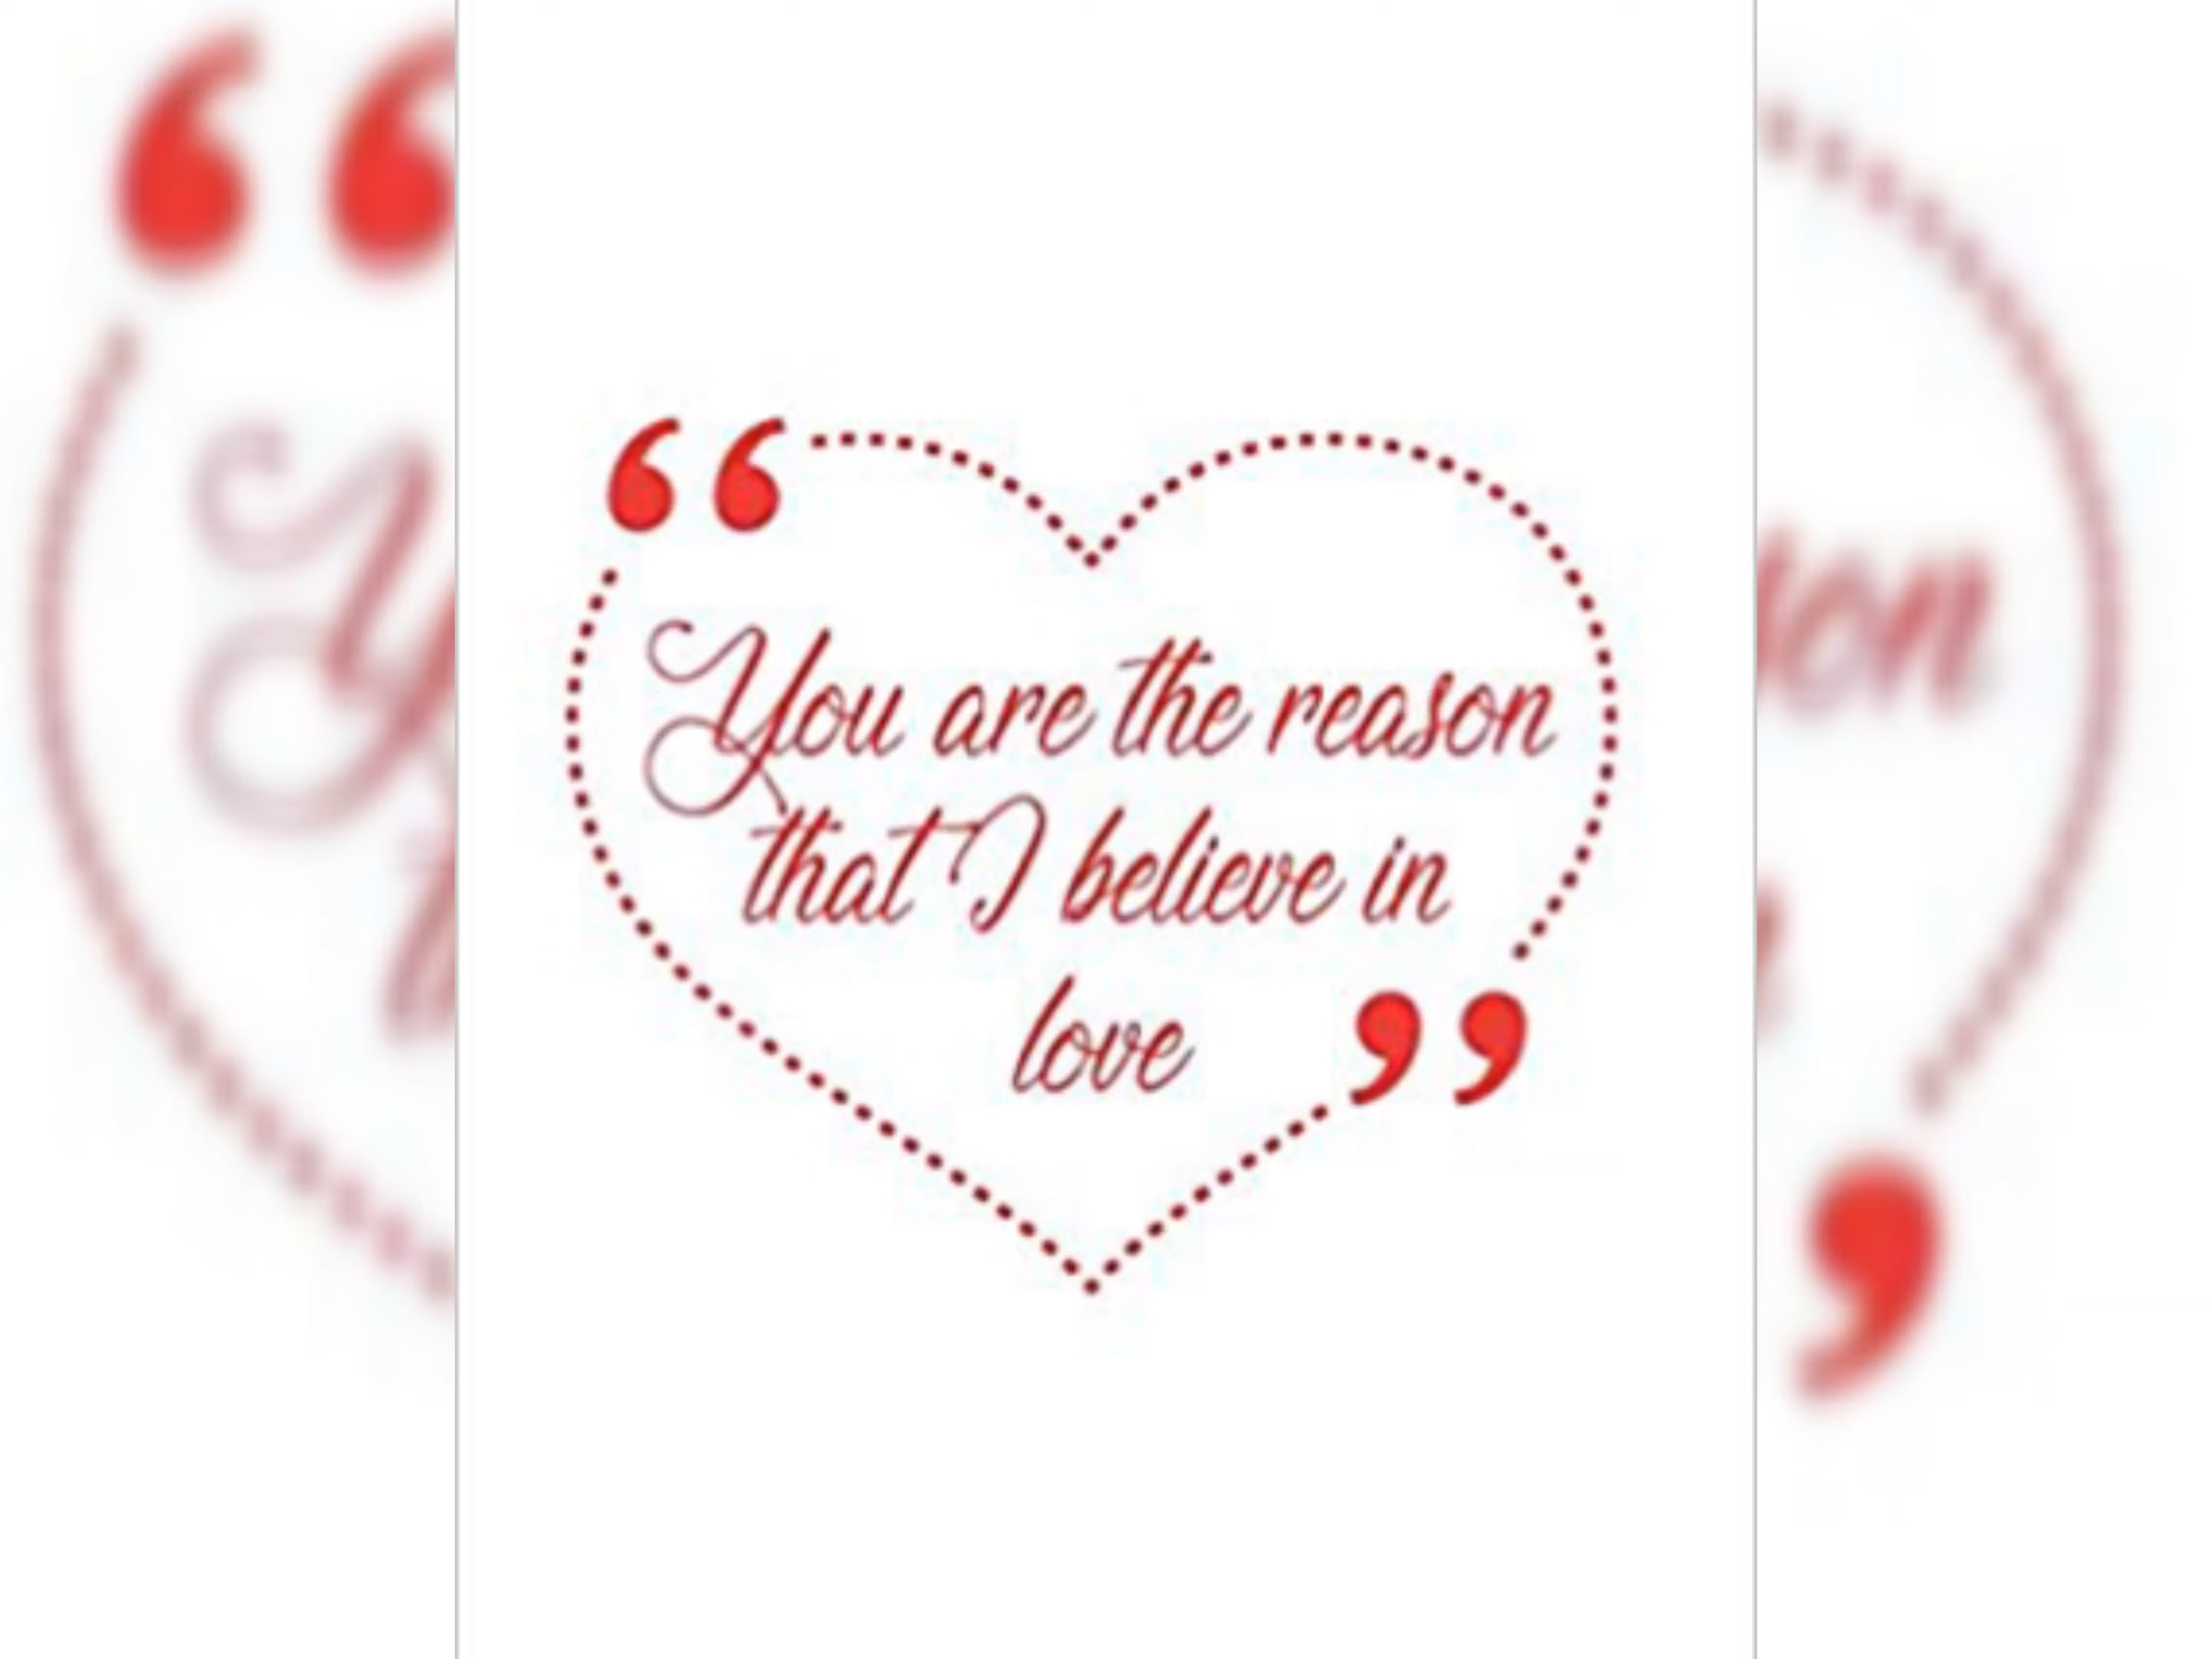 “You are the reason
that I believe in
love”